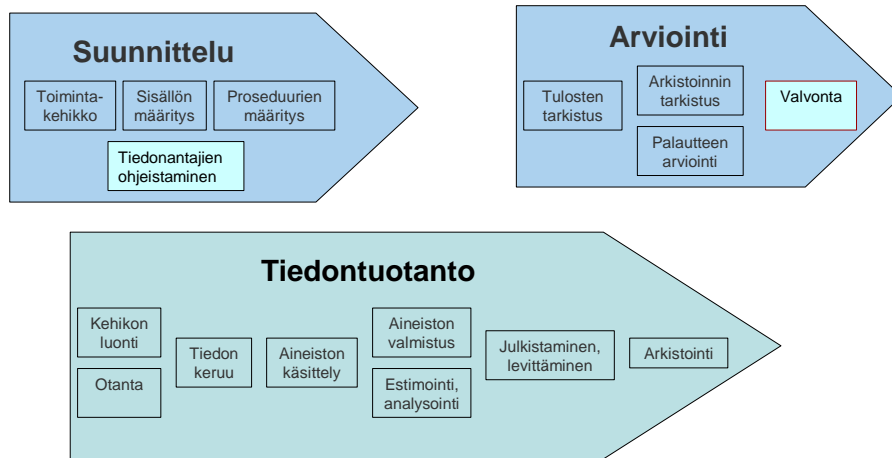 Suunnittelu
Toiminta-
kehikko
Sisällön
määritys
Proseduurien
määritys
Tiedonantajien
ohjeistaminen
Arviointi
Tulosten
tarkistus
Arkistoinnin
tarkistus
Palautteen
arviointi
Valvonta
Tiedontuotanto
Kehikon
luonti
Otanta
Tiedon
keruu
Aineiston
käsittely
Aineiston
valmistus
Estimointi,
analysointi
Julkistaminen,
levittäminen
Arkistointi